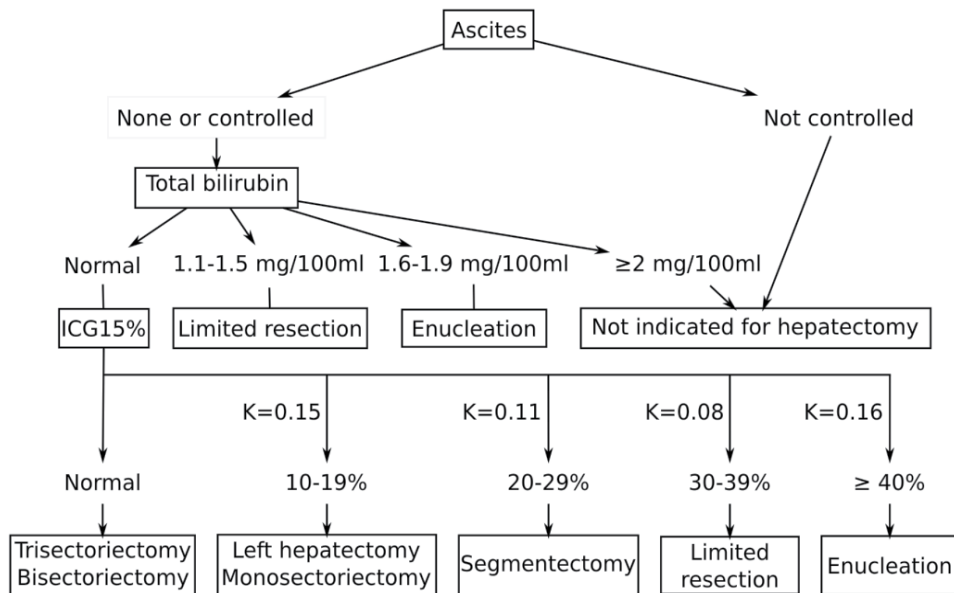 Ascites
None or controlled
Not controlled
Total bilirubin
Normal
1.1-1.5 mg/100ml
1.6-1.9 mg/100ml
≥2 mg/100ml
ICG15%
Limited resection
Enucleation
Not indicated for hepatectomy
K=0.15
K=0.11
K=0.08
K=0.16
Normal
10-19%
20-29%
30-39%
≥ 40%
Trisectoriectomy
Bisectoriectomy
Left hepatectomy
Monosectoriectomy
Segmentectomy
Limited
resection
Enucleation